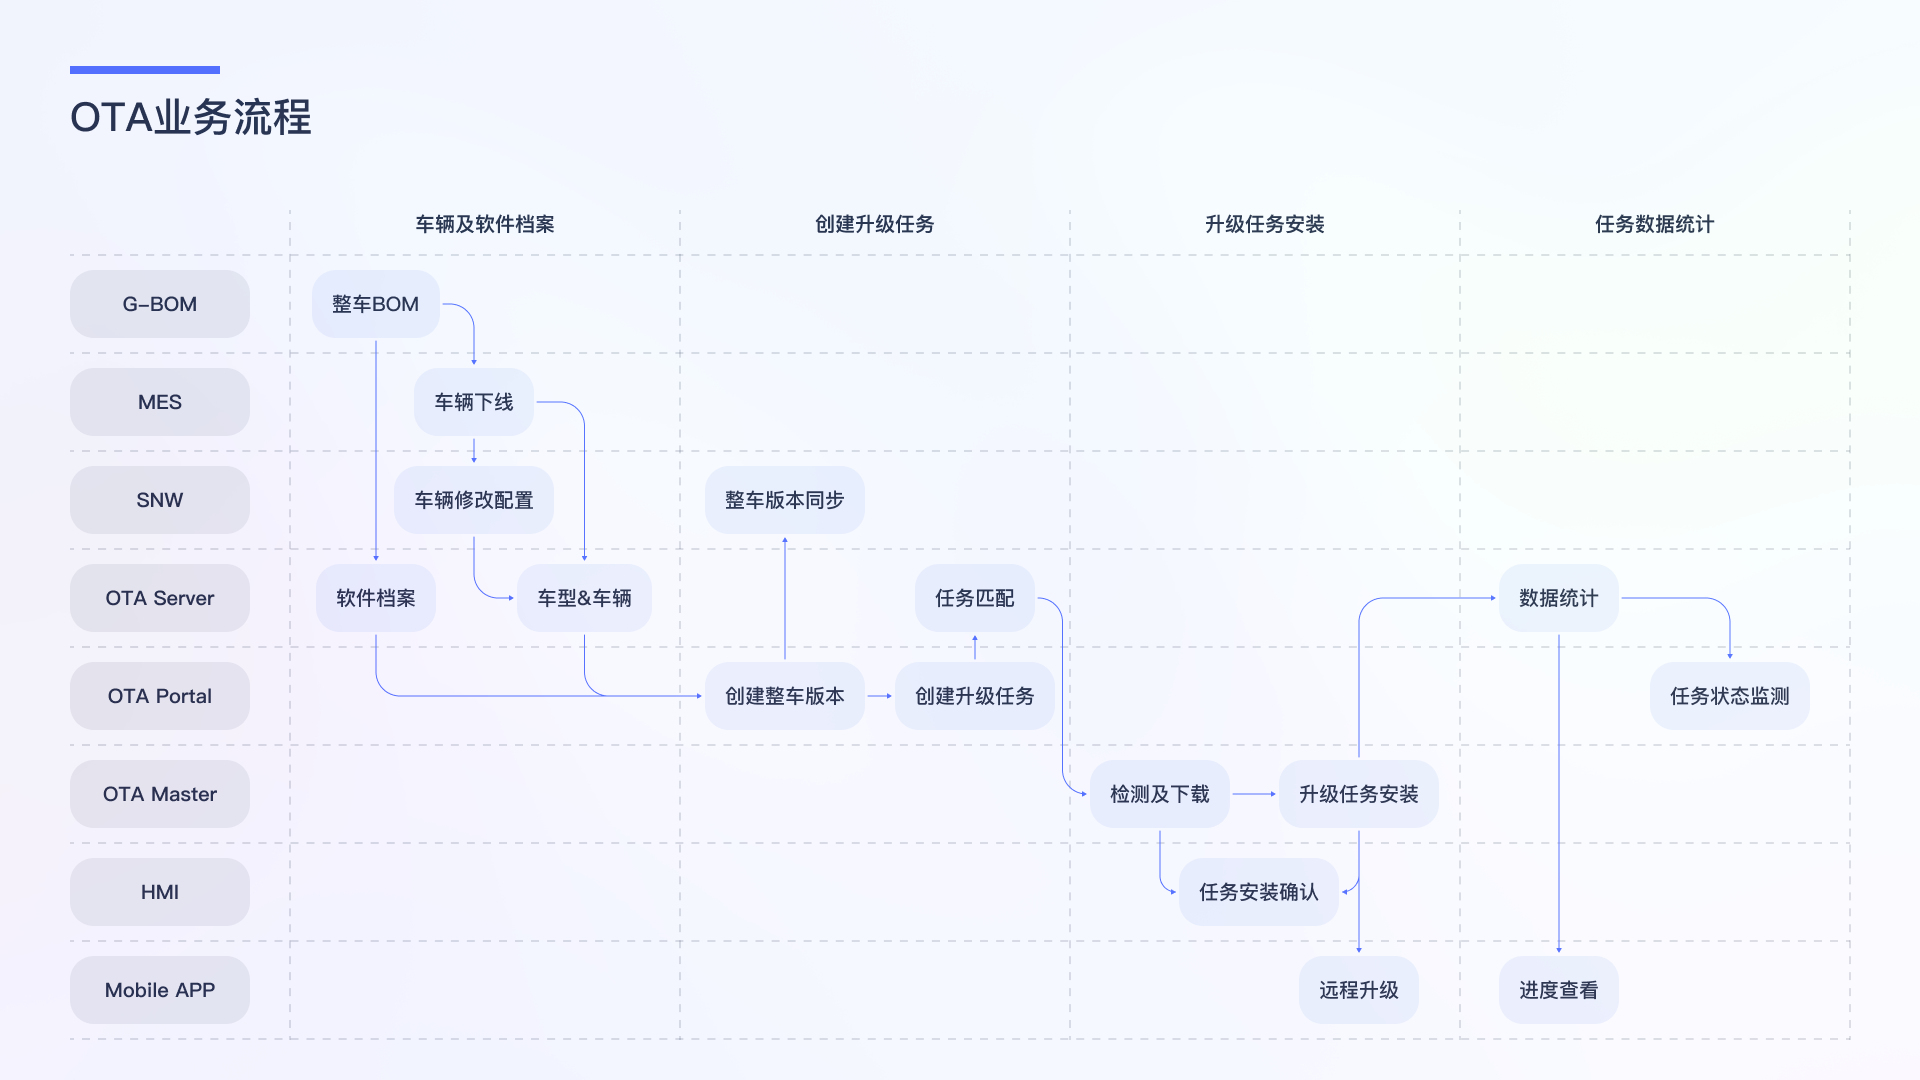 OTA业务流程
车辆及软件档案
创建升级任务
升级任务安装
任务数据统计
G-BOM
整车BOM
MES
车辆下线
SNW
车辆修改配置
整车版本同步
OTA Server
软件档案
车型&车辆
任务匹配
数据统计
OTA Portal
创建整车版本
创建升级任务
任务状态监测
OTA Master
检测及下载
升级任务安装
HMI
任务安装确认
Mobile APP
远程升级
进度查看